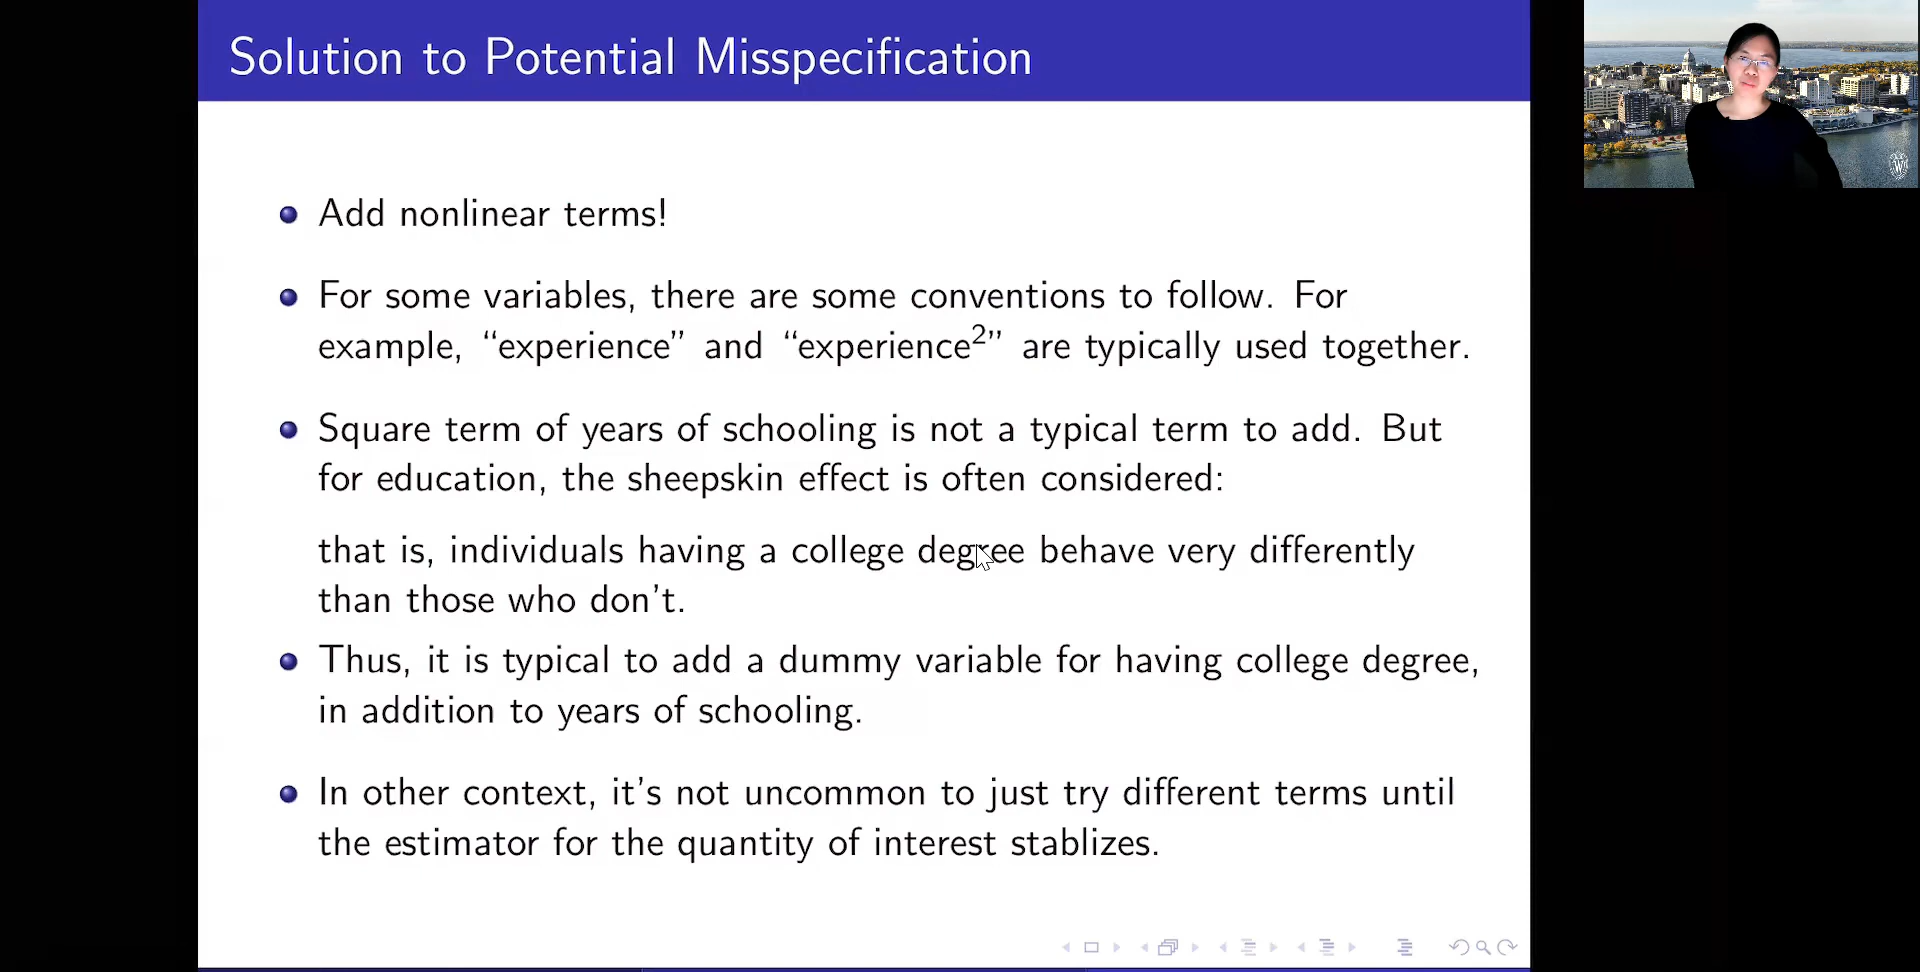 Solution to Potential Misspecification
Add nonlinear terms!
For some variables, there are some conventions to follow. For
example, “experience” and “experience²” are typically used together.
Square term of years of schooling is not a typical term to add. But
for education, the sheepskin effect is often considered:
that is, individuals having a college degree behave very differently
than those who don't.
Thus, it is typical to add a dummy variable for having college degree,
in addition to years of schooling.
In other context, it's not uncommon to just try different terms until
the estimator for the quantity of interest stablizes.
W